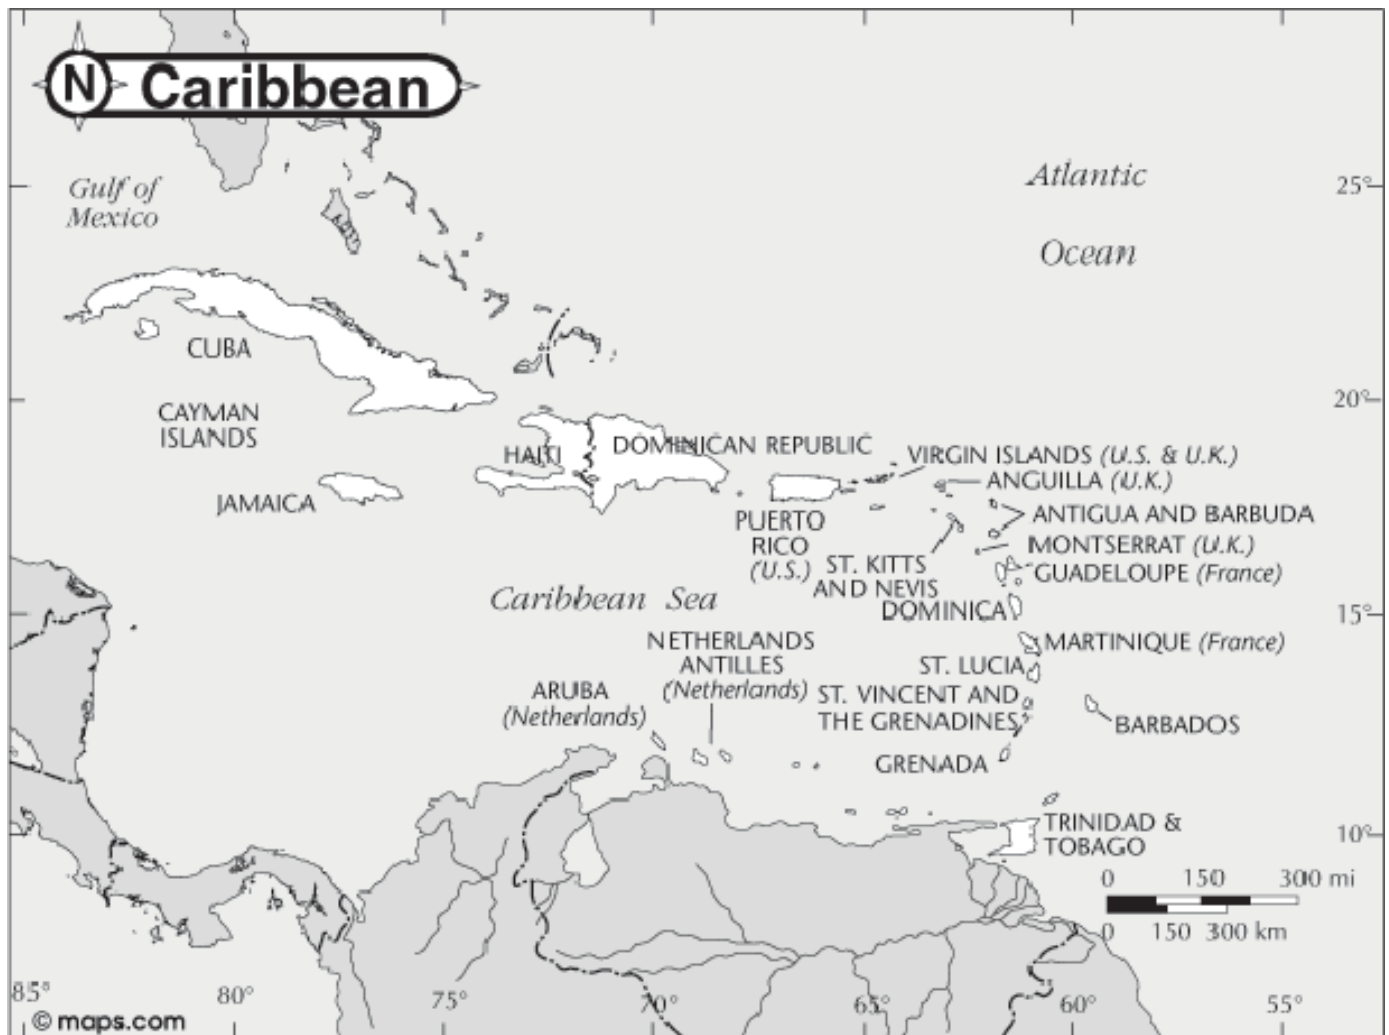 N Caribbean
Gulf of
Mexico
Atlantic
Ocean
25°
CUBA
20°
CAYMAN
ISLANDS
HAITI
DOMINICAN REPUBLIC
VIRGIN ISLANDS (U.S. & U.K.)
ANGUILLA (U.K.)
JAMAICA
PUERTO
RICO
(U.S.)
ANTIGUA AND BARBUDA
MONTSERRAT (U.K.)
ST. KITTS
AND NEVIS
GUADELOUPE (France)
Caribbean Sea
DOMINICA
15°
NETHERLANDS
ANTILLES
(Netherlands)
MARTINIQUE (France)
ST. LUCIA
ARUBA
(Netherlands)
ST. VINCENT AND
THE GRENADINES
BARBADOS
GRENADA
TRINIDAD &
TOBAGO
10°
0 150 300 mi
0 150 300 km
85° 80° 75° 70° 65° 60° 55°
© maps.com